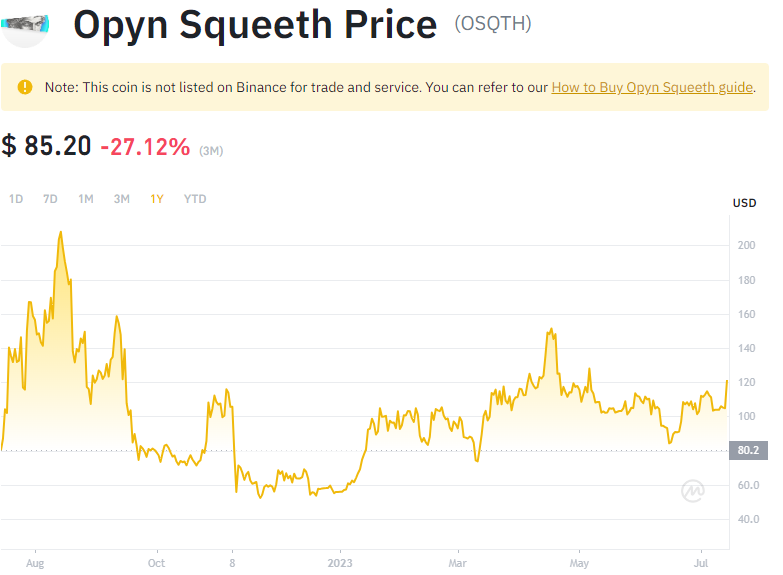 Opyn Squeeth Price (OSQTH)
Note: This coin is not listed on Binance for trade and service. You can refer to our How to Buy Opyn Squeeth guide.
$ 85.20 -27.12% (3M)
1D 7D 1M 3M 1Y YTD
USD
200
180
160
140
120
100
80.2
60.0
40.0
Aug Oct 8 2023 Mar May Jul